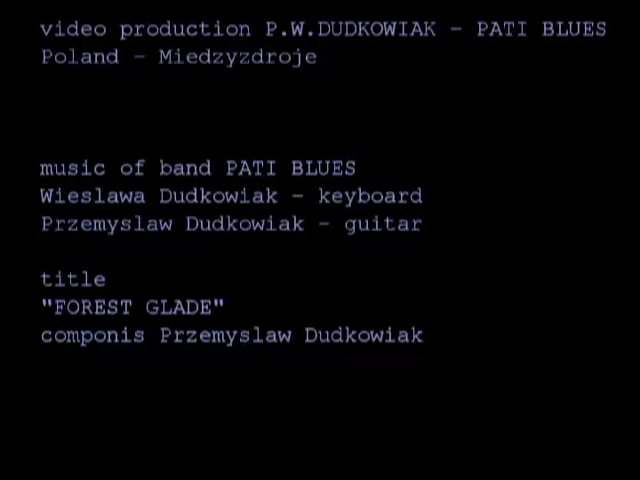 video production P.W.DUDKOWIAK - PATI BLUES
Poland - Miedzyzdroje
music of band PATI BLUES
Wieslawa Dudkowiak - keyboard
Przemyslaw Dudkowiak - guitar
title
"FOREST GLADE"
componis Przemyslaw Dudkowiak